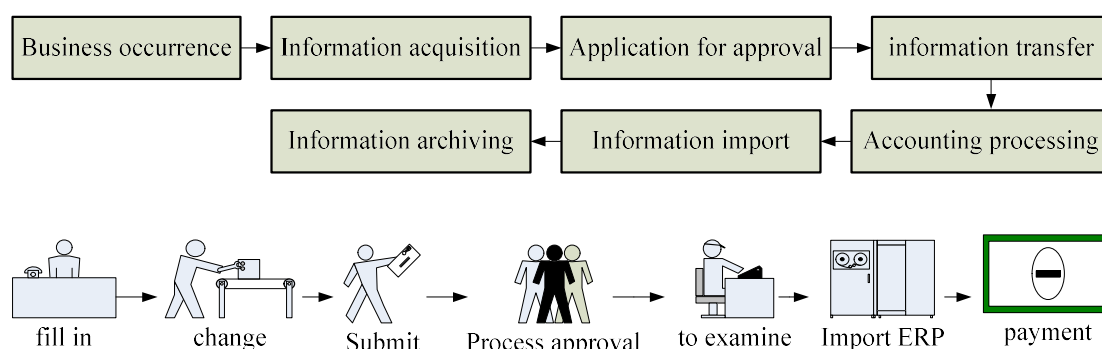 Business occurrence
Information acquisition
Application for approval
information transfer
Information archiving
Information import
Accounting processing
fill in
change
Submit
Process approval
to examine
Import ERP
payment